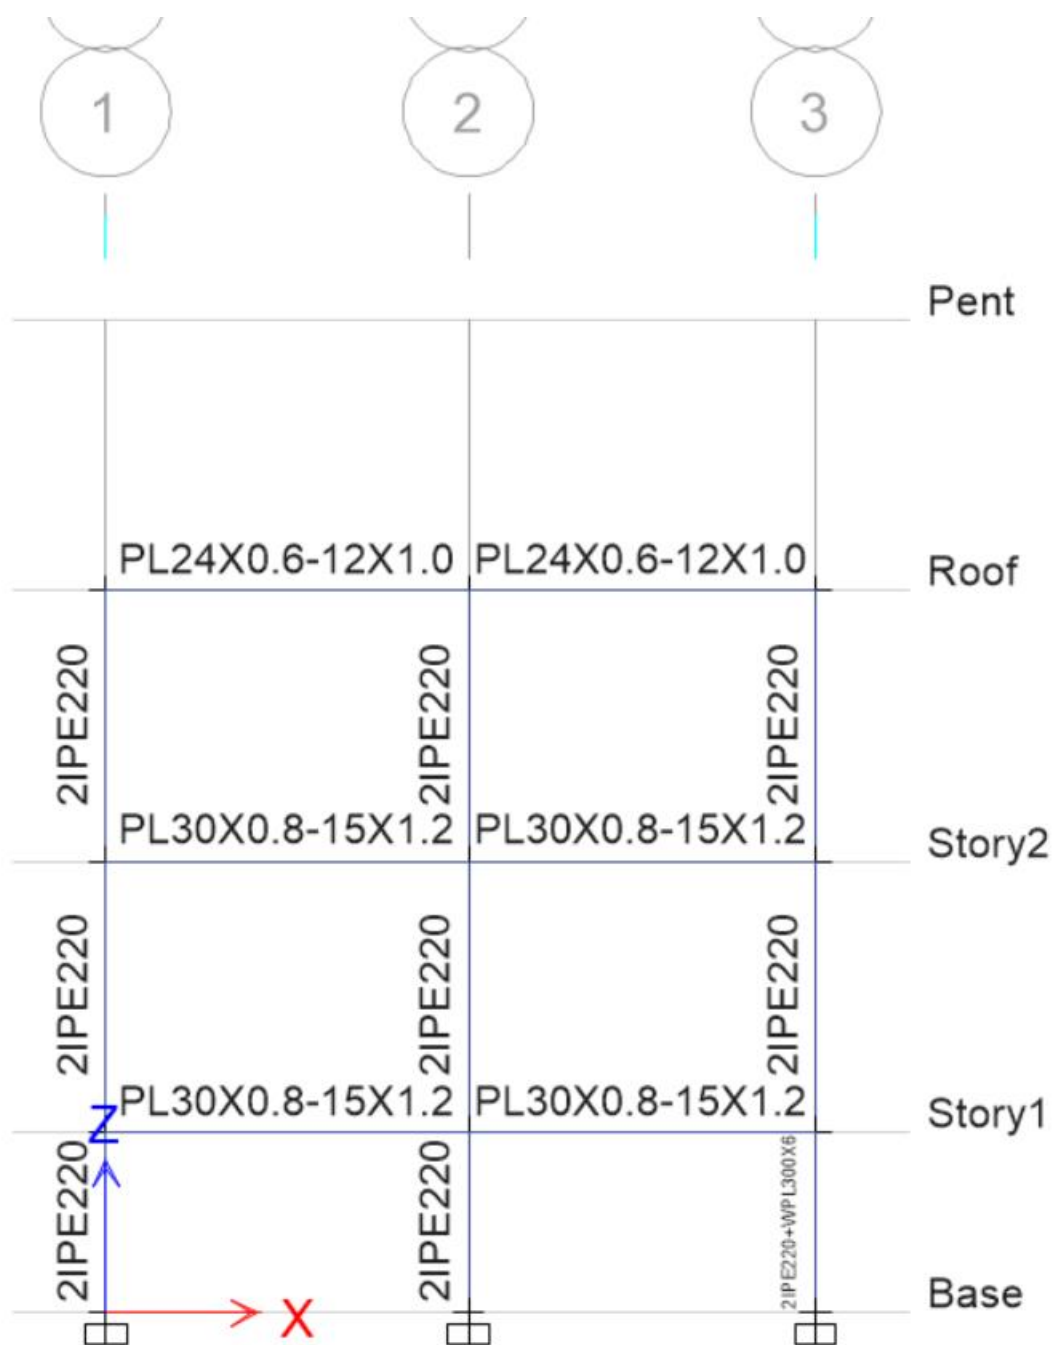 1 2 3
Pent
PL24X0.6-12X1.0 PL24X0.6-12X1.0
Roof
2IPE220 2IPE220 2IPE220
PL30X0.8-15X1.2 PL30X0.8-15X1.2
Story2
2IPE220 2IPE220 2IPE220
PL30X0.8-15X1.2 PL30X0.8-15X1.2
Story1
Z
2IPE220 2IPE220 2IPE220+WPL300X6
Base
X